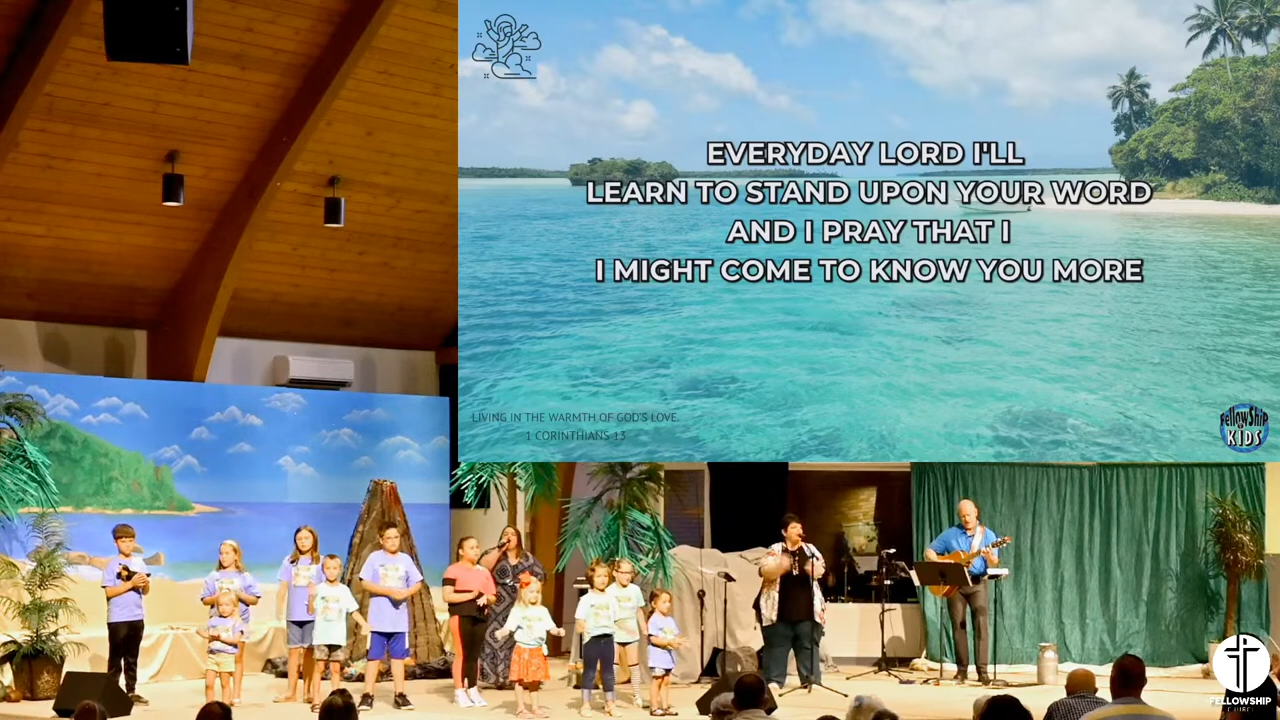 EVERYDAY LORD I'LL
LEARN TO STAND UPON YOUR WORD
AND I PRAY THAT I
I MIGHT COME TO KNOW YOU MORE
LIVING IN THE WARMTH OF GOD'S LOVE.
1 CORINTHIANS 13
FELLOWSHIP
KIDS
FELLOWSHIP
CHURCH